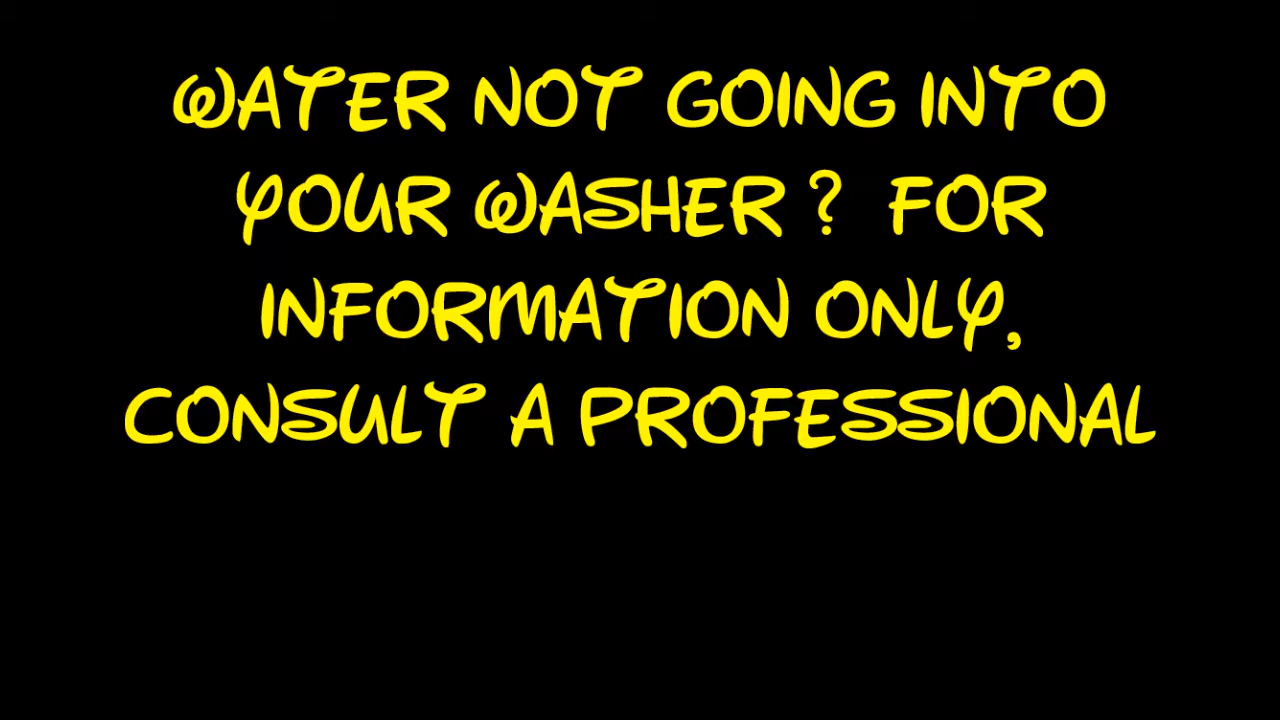 WATER NOT GOING INTO
YOUR WASHER ? FOR
INFORMATION ONLY,
CONSULT A PROFESSIONAL